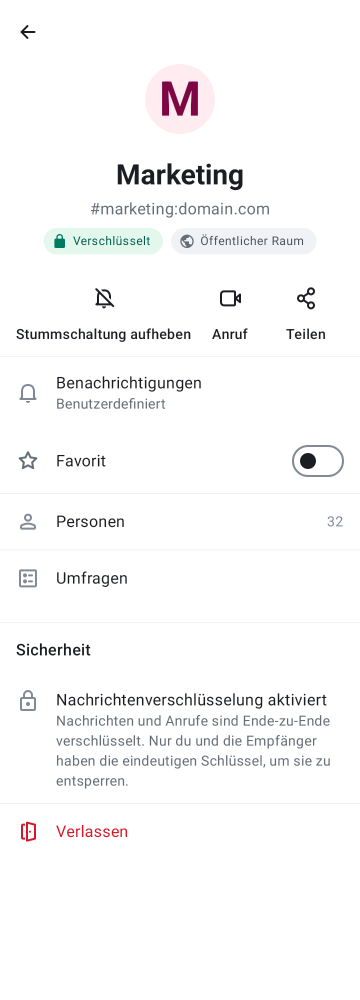 M
Marketing
#marketing:domain.com
Verschlüsselt
Öffentlicher Raum
Stummschaltung aufheben
Anruf
Teilen
Benachrichtigungen
Benutzerdefiniert
Favorit
Personen
32
Umfragen
Sicherheit
Nachrichtenverschlüsselung aktiviert
Nachrichten und Anrufe sind Ende-zu-Ende
verschlüsselt. Nur du und die Empfänger
haben die eindeutigen Schlüssel, um sie zu
entsperren.
Verlassen